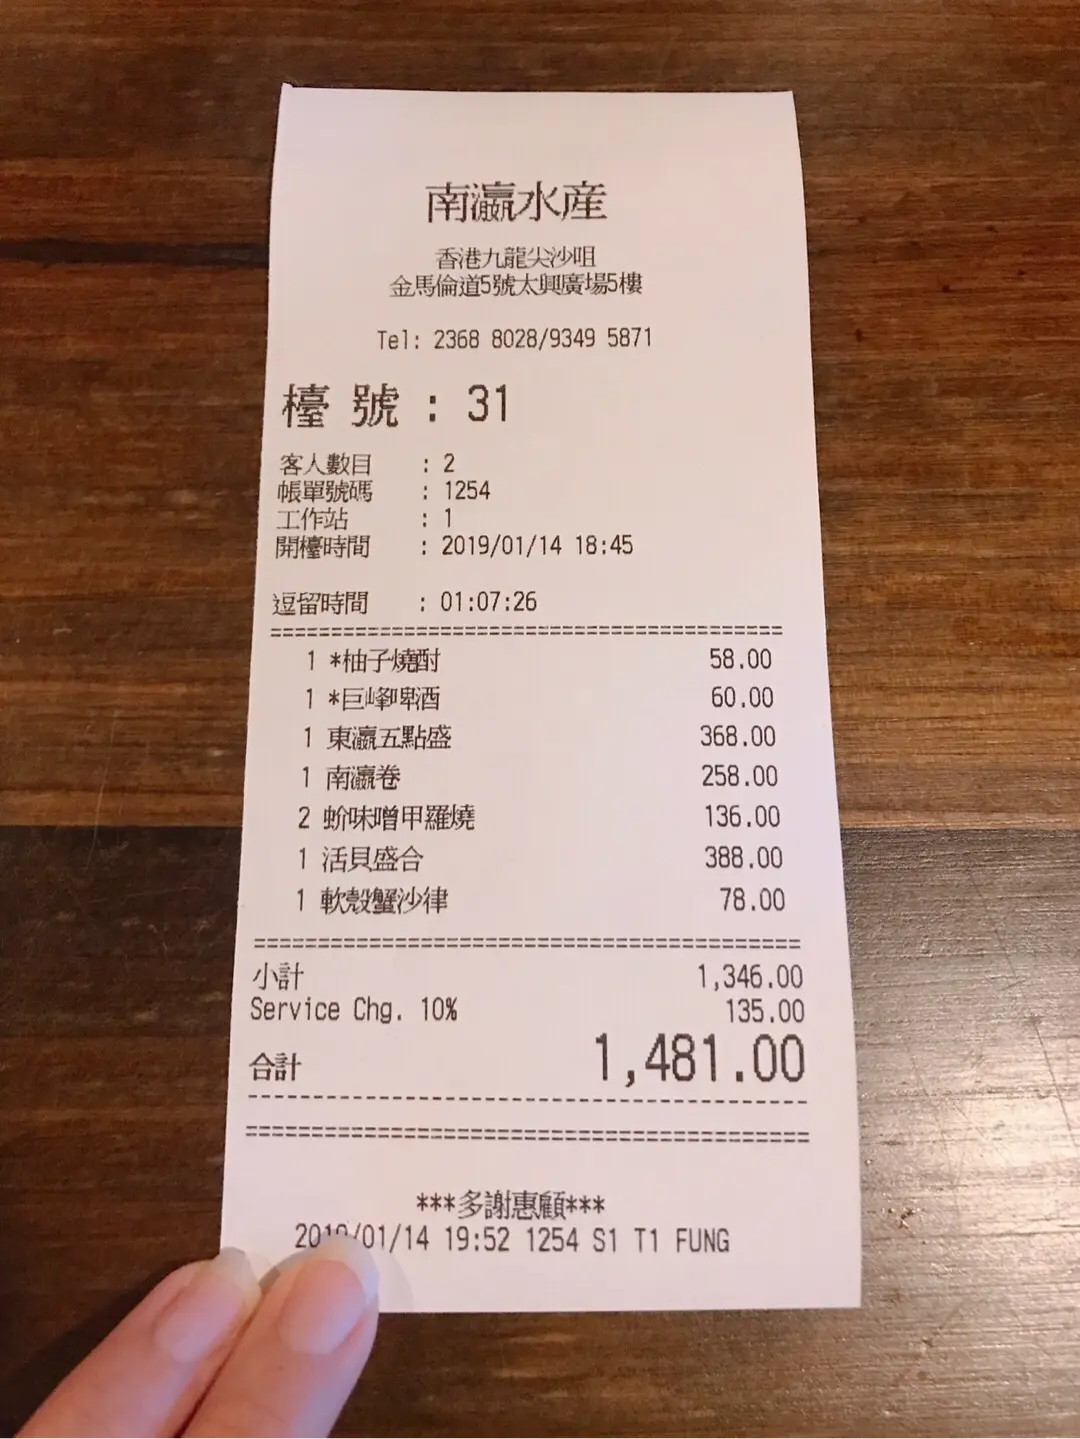 南瀛水産
香港九龍尖沙咀
金馬倫道5號太興廣場5樓
Tel: 2368 8028/9349 5871
檯 號 : 31
客人數目 : 2
帳單號碼 : 1254
工作站 : 1
開檯時間 : 2019/01/14 18:45
逗留時間 : 01:07:26
1 *柚子燒酎 58.00
1 *巨峰啤酒 60.00
1 東瀛五點盛 368.00
1 南瀛卷 258.00
2 蚧味噌甲羅燒 136.00
1 活貝盛合 388.00
1 軟殼蟹沙律 78.00
小計 1,346.00
Service Chg. 10% 135.00
合計 1,481.00
***多謝惠顧***
2019/01/14 19:52 1254 S1 T1 FUNG